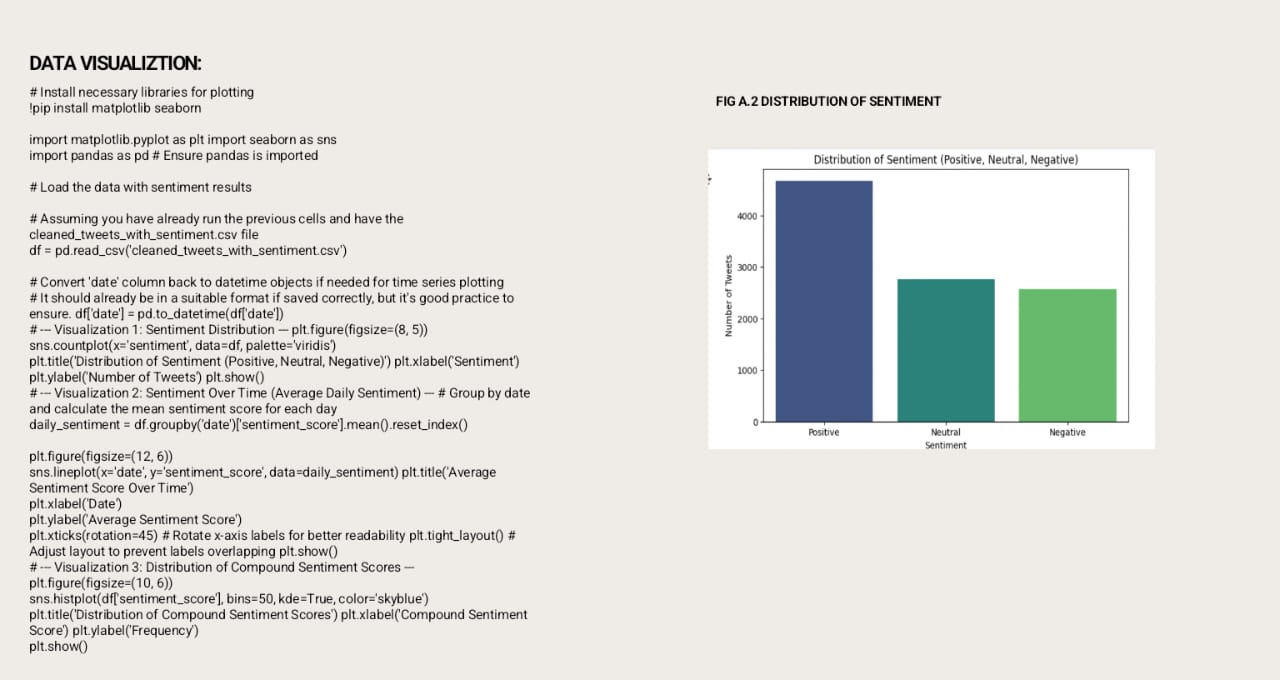 DATA VISUALIZTION:
# Install necessary libraries for plotting
!pip install matplotlib seaborn
import matplotlib.pyplot as plt import seaborn as sns
import pandas as pd # Ensure pandas is imported
# Load the data with sentiment results
# Assuming you have already run the previous cells and have the
cleaned_tweets_with_sentiment.csv file
df = pd.read_csv('cleaned_tweets_with_sentiment.csv')
# Convert 'date' column back to datetime objects if needed for time series plotting
# It should already be in a suitable format if saved correctly, but it's good practice to
ensure. df['date'] = pd.to_datetime(df['date'])
# --- Visualization 1: Sentiment Distribution --- plt.figure(figsize=(8, 5))
sns.countplot(x='sentiment', data=df, palette='viridis')
plt.title('Distribution of Sentiment (Positive, Neutral, Negative)') plt.xlabel('Sentiment')
plt.ylabel('Number of Tweets') plt.show()
# --- Visualization 2: Sentiment Over Time (Average Daily Sentiment) --- # Group by date
and calculate the mean sentiment score for each day
daily_sentiment = df.groupby('date')['sentiment_score'].mean().reset_index()
plt.figure(figsize=(12, 6))
sns.lineplot(x='date', y='sentiment_score', data=daily_sentiment) plt.title('Average
Sentiment Score Over Time')
plt.xlabel('Date')
plt.ylabel('Average Sentiment Score')
plt.xticks(rotation=45) # Rotate x-axis labels for better readability plt.tight_layout() #
Adjust layout to prevent labels overlapping plt.show()
# --- Visualization 3: Distribution of Compound Sentiment Scores ---
plt.figure(figsize=(10, 6))
sns.histplot(df['sentiment_score'], bins=50, kde=True, color='skyblue')
plt.title('Distribution of Compound Sentiment Scores') plt.xlabel('Compound Sentiment
Score') plt.ylabel('Frequency')
plt.show()
FIG A.2 DISTRIBUTION OF SENTIMENT
Distribution of Sentiment (Positive, Neutral, Negative)
Number of Tweets
4000
3000
2000
1000
0
Positive
Neutral
Negative
Sentiment